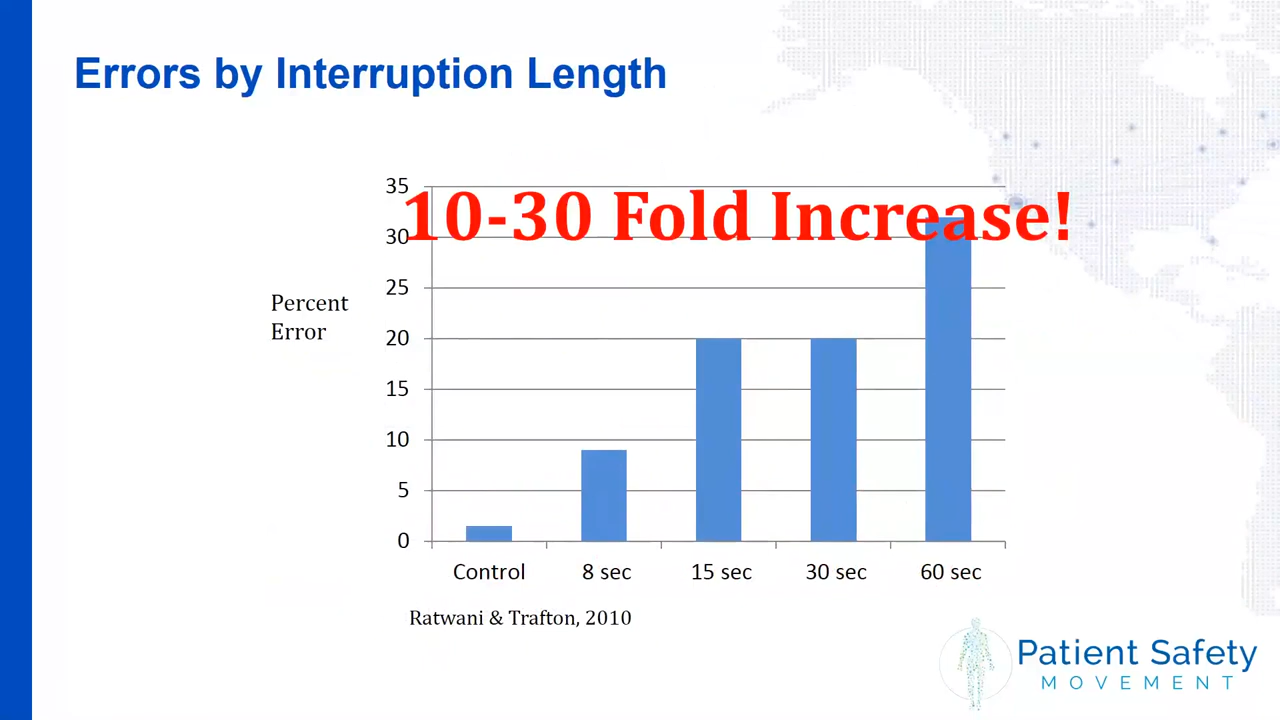 Errors by Interruption Length
10-30 Fold Increase!
35
30
25
20
15
10
5
0
Percent
Error
Control 8 sec 15 sec 30 sec 60 sec
Ratwani & Trafton, 2010
Patient Safety
MOVEMENT